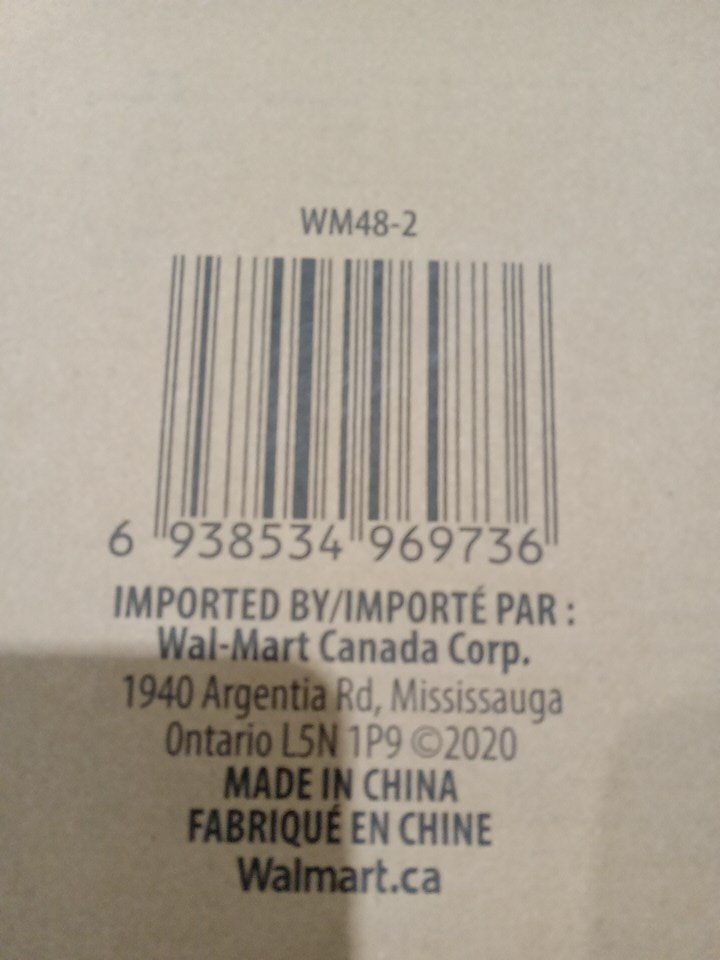 WM48-2
6 938534 969736
IMPORTED BY/IMPORTÉ PAR :
Wal-Mart Canada Corp.
1940 Argentia Rd, Mississauga
Ontario L5N 1P9 ©2020
MADE IN CHINA
FABRIQUÉ EN CHINE
Walmart.ca